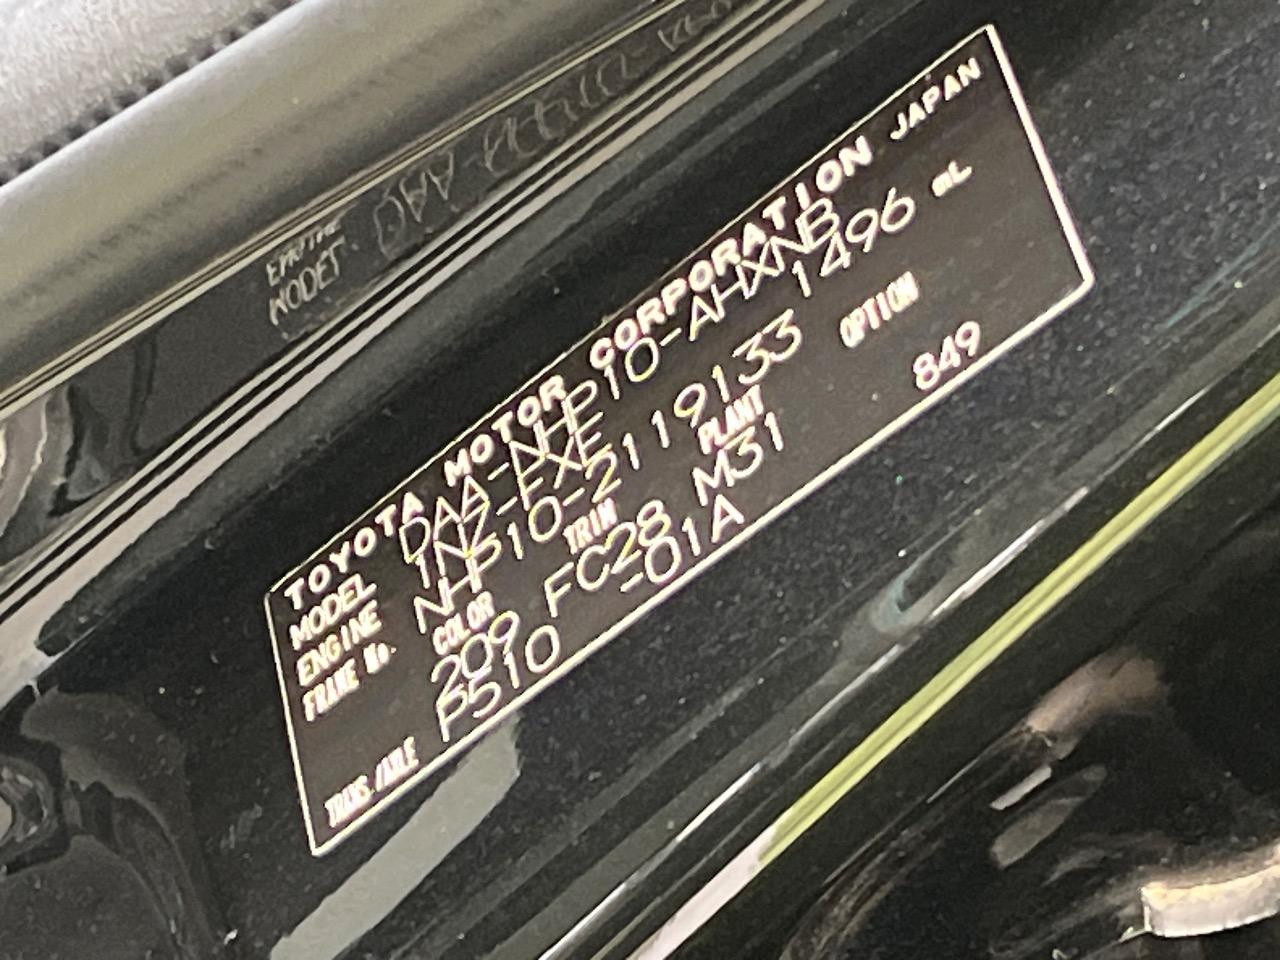 TOYOTA MOTOR CORPORATION JAPAN
MODEL DAA-NHP10-AHXNB
ENGINE 1NZ-FXE 1496 mL
FRAME No. NHP10-2119133
COLOR TRIM PLANT OPTION
209 FC28 M31 849
TRANS./AXLE P510 -01A